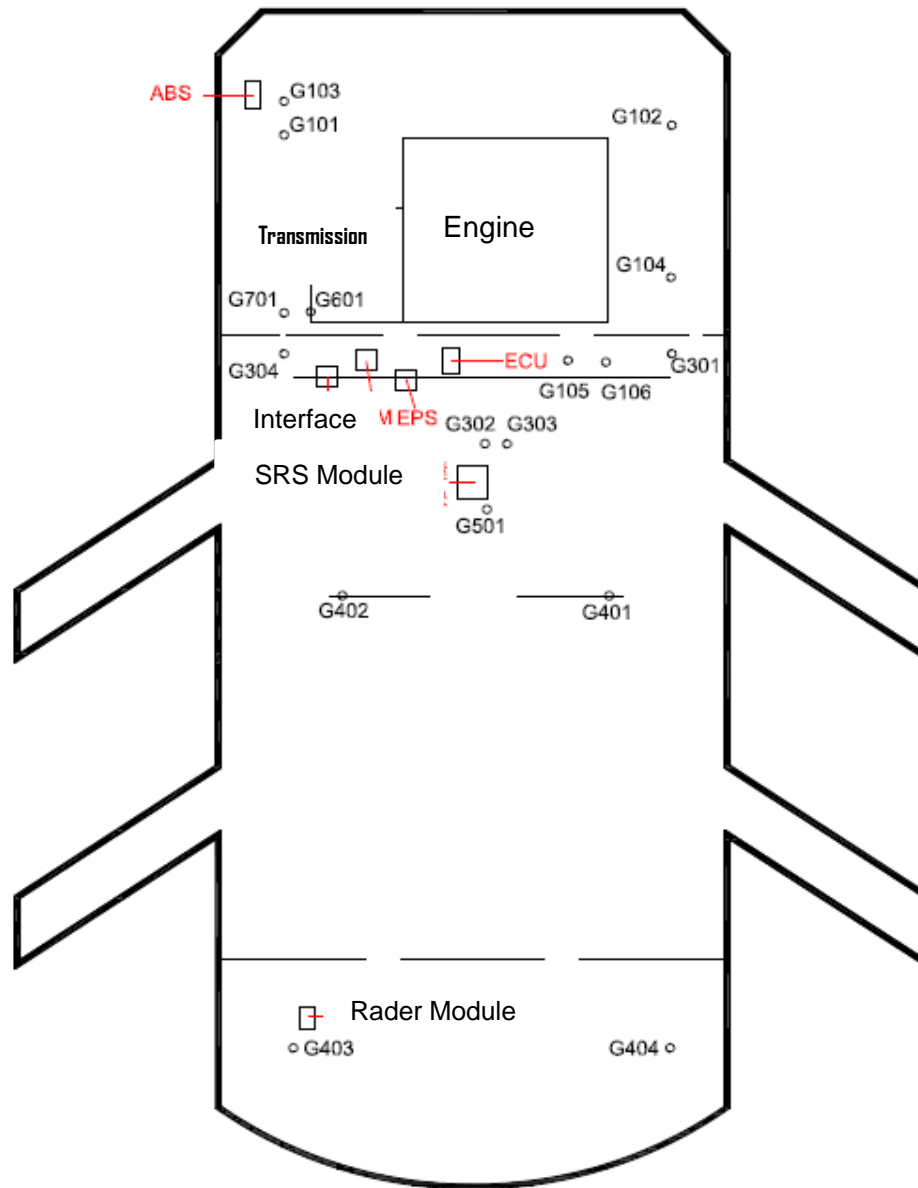 ABS
G103
G101
G102
Transmission
Engine
G104
G701
G601
G304
ECU
G301
G105
G106
Interface
M EPS
G302
G303
SRS Module
G501
G402
G401
Rader Module
G403
G404